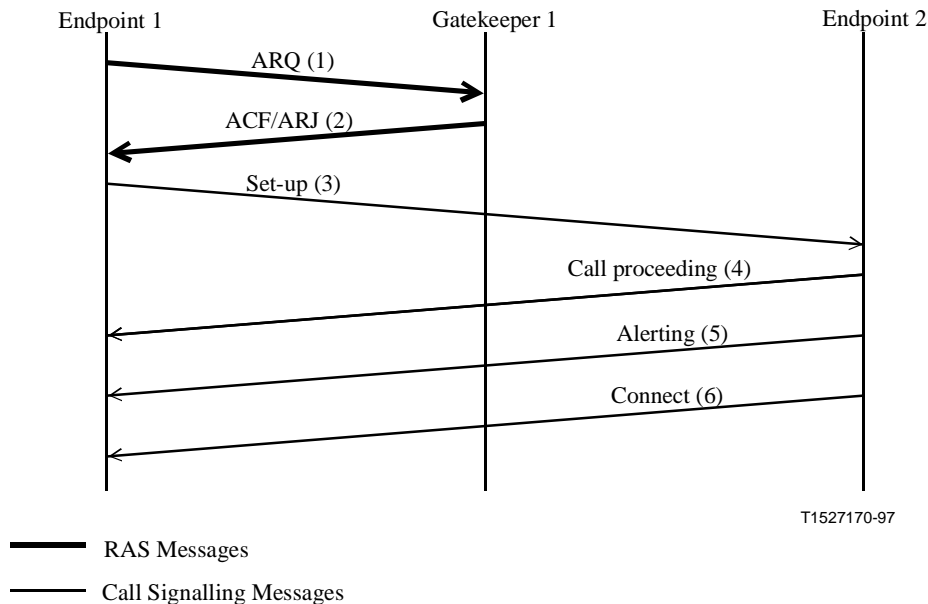 Endpoint 1
Gatekeeper 1
Endpoint 2
ARQ (1)
ACF/ARJ (2)
Set-up (3)
Call proceeding (4)
Alerting (5)
Connect (6)
T1527170-97
RAS Messages
Call Signalling Messages